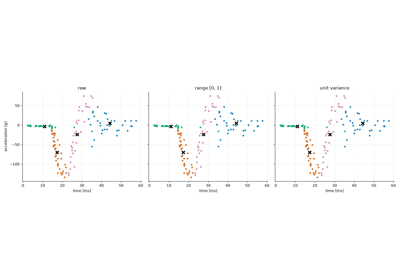 raw
range [0, 1]
unit variance
acceleration [g]
50
0
−50
−100
0 10 20 30 40 50 60
0 10 20 30 40 50 60
0 10 20 30 40 50 60
time [ms]
time [ms]
time [ms]